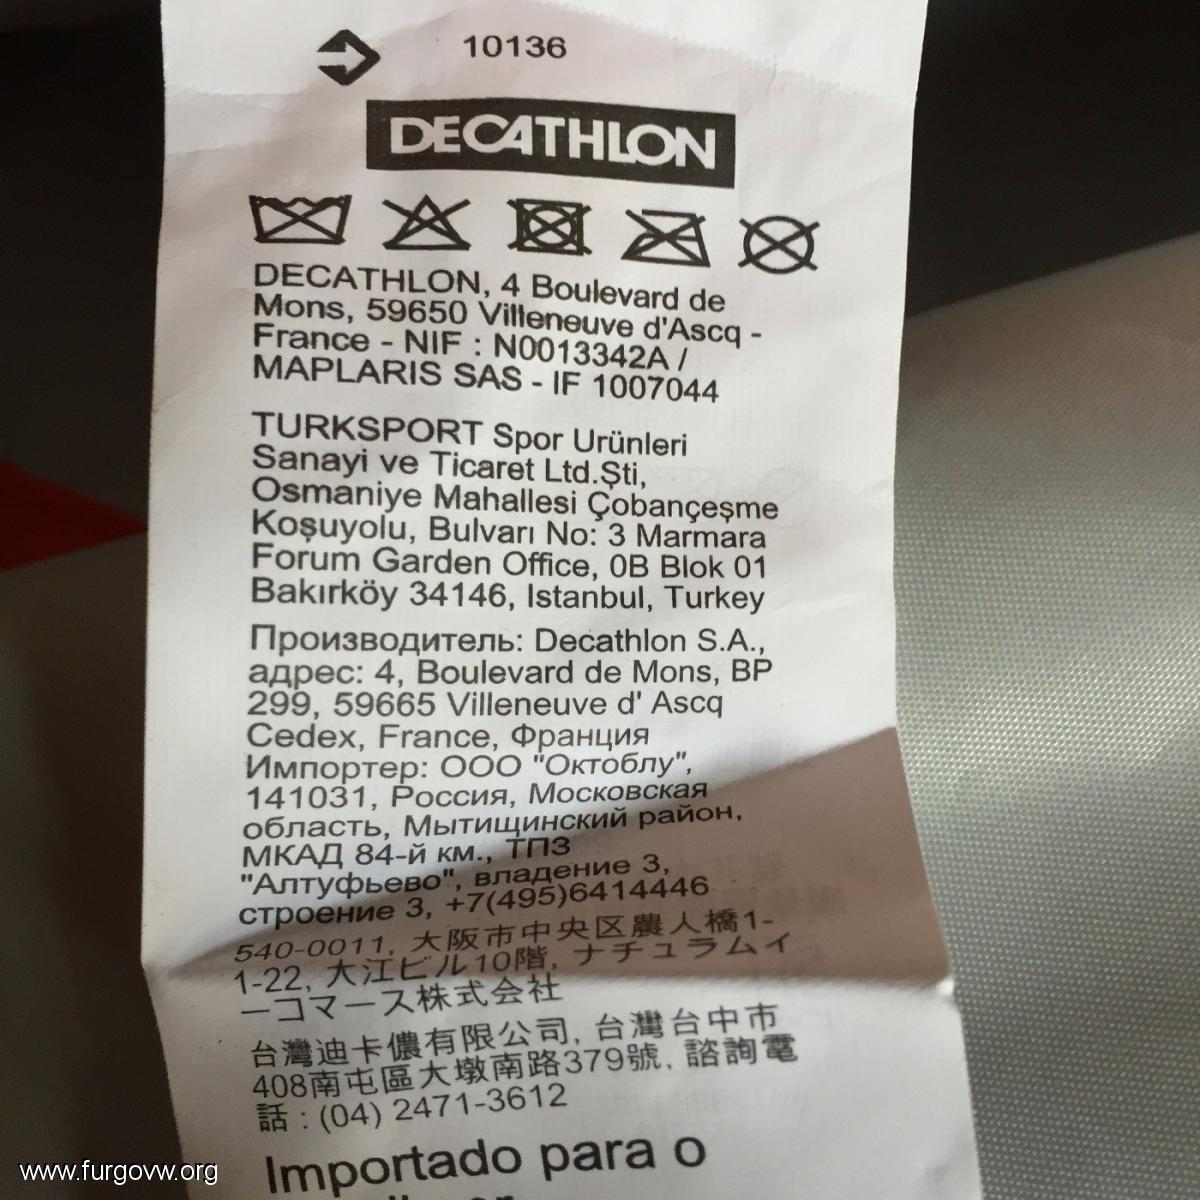 10136
DECATHLON
DECATHLON, 4 Boulevard de
Mons, 59650 Villeneuve d'Ascq -
France - NIF : N0013342A /
MAPLARIS SAS - IF 1007044
TURKSPORT Spor Urünleri
Sanayi ve Ticaret Ltd.Şti,
Osmaniye Mahallesi Çobançeşme
Koşuyolu, Bulvarı No: 3 Marmara
Forum Garden Office, 0B Blok 01
Bakırköy 34146, Istanbul, Turkey
Производитель: Decathlon S.A.,
адрес: 4, Boulevard de Mons, BP
299, 59665 Villeneuve d' Ascq
Cedex, France, Франция
Импортер: ООО "Октоблу",
141031, Россия, Московская
область, Мытищинский район,
МКАД 84-й км., ТПЗ
"Алтуфьево", владение 3,
строение 3, +7(495)6414446
540-0011, 大阪市中央区農人橋1-
1-22, 大江ビル10階, ナチュラムイ
ーコマース株式会社
台灣迪卡儂有限公司, 台灣台中市
408南屯區大墩南路379號, 諮詢電
話 : (04) 2471-3612
Importado para o
www.furgovw.org